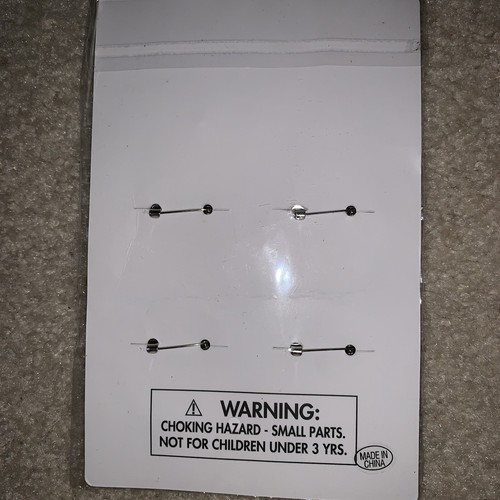 ⚠ WARNING:
CHOKING HAZARD - SMALL PARTS.
NOT FOR CHILDREN UNDER 3 YRS.
MADE IN
CHINA